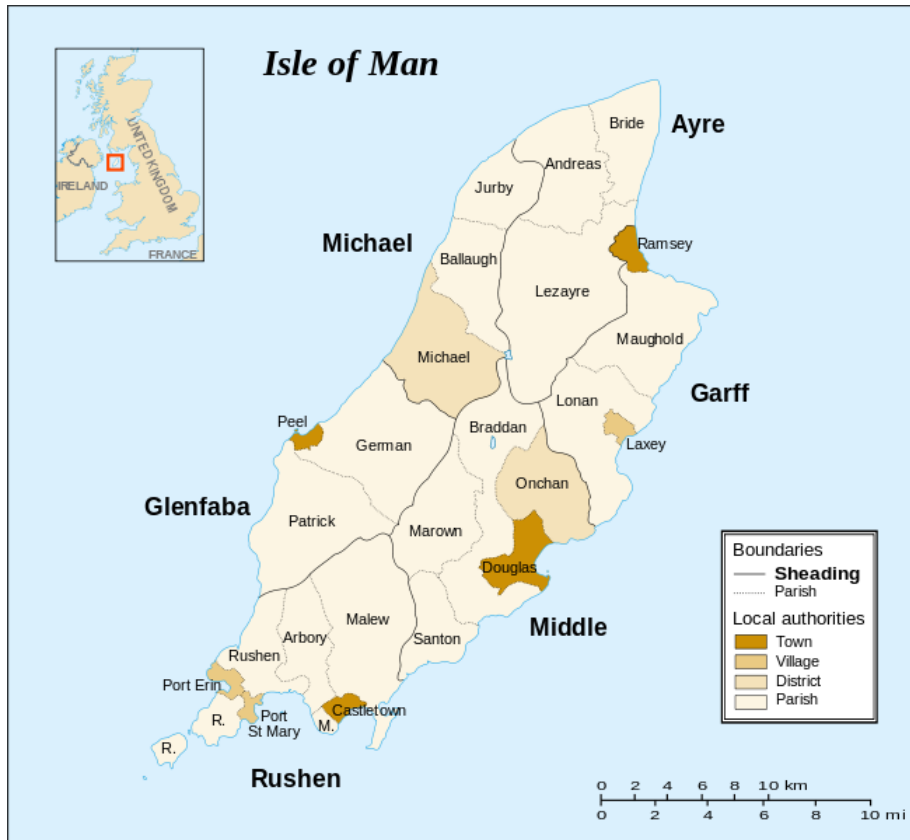 Isle of Man
UNITED KINGDOM
IRELAND
FRANCE
Ayre
Bride
Andreas
Jurby
Michael
Ballaugh
Ramsey
Lezayre
Maughold
Michael
Garff
Lonan
Peel
Braddan
German
Laxey
Onchan
Glenfaba
Patrick
Marown
Douglas
Malew
Middle
Arbory
Santon
Rushen
Port Erin
Castletown
Port
St Mary
R.
M.
R.
Rushen
Boundaries
Sheading
Parish
Local authorities
Town
Village
District
Parish
0 2 4 6 8 10 km
0 2 4 6 8 10 mi